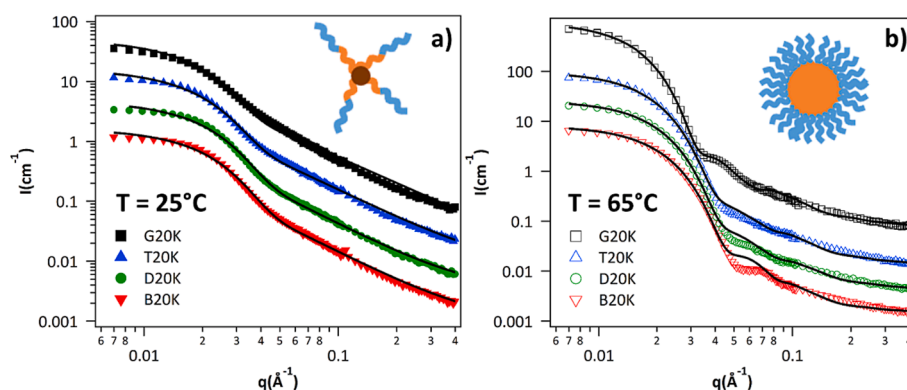 a)
I(cm⁻¹)
100
10
1
0.1
0.01
0.001
T = 25°C
G20K
T20K
D20K
B20K
6 7 8 0.01 2 3 4 5 6 7 8 0.1 2 3 4
q(Å⁻¹)
b)
I(cm⁻¹)
100
10
1
0.1
0.01
0.001
T = 65°C
G20K
T20K
D20K
B20K
6 7 8 0.01 2 3 4 5 6 7 8 0.1 2 3 4
q(Å⁻¹)